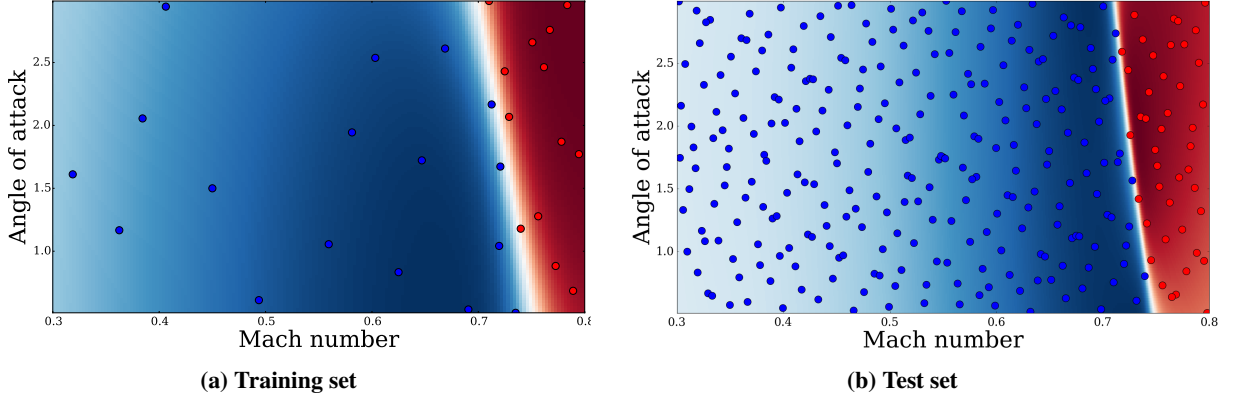 2.5
2.0
1.5
1.0
Angle of attack
0.3 0.4 0.5 0.6 0.7 0.8
Mach number
(a) Training set
2.5
2.0
1.5
1.0
Angle of attack
0.3 0.4 0.5 0.6 0.7 0.8
Mach number
(b) Test set